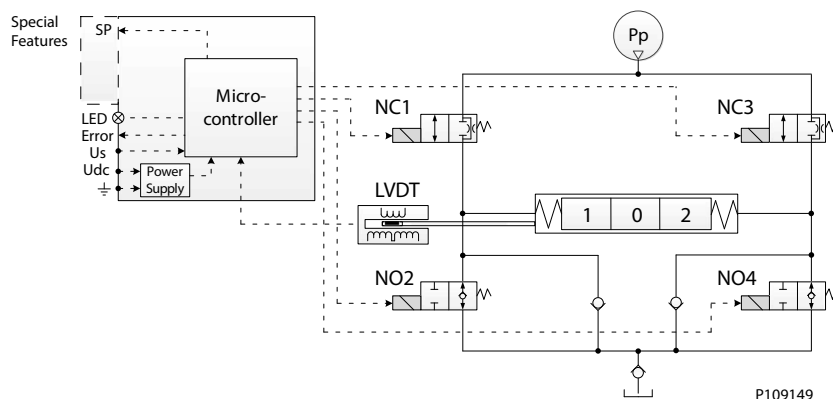 Special
Features
SP
Pp
Micro-
controller
NC1
NC3
LED
Error
Us
Udc
Power
Supply
LVDT
1 0 2
NO2
NO4
P109149